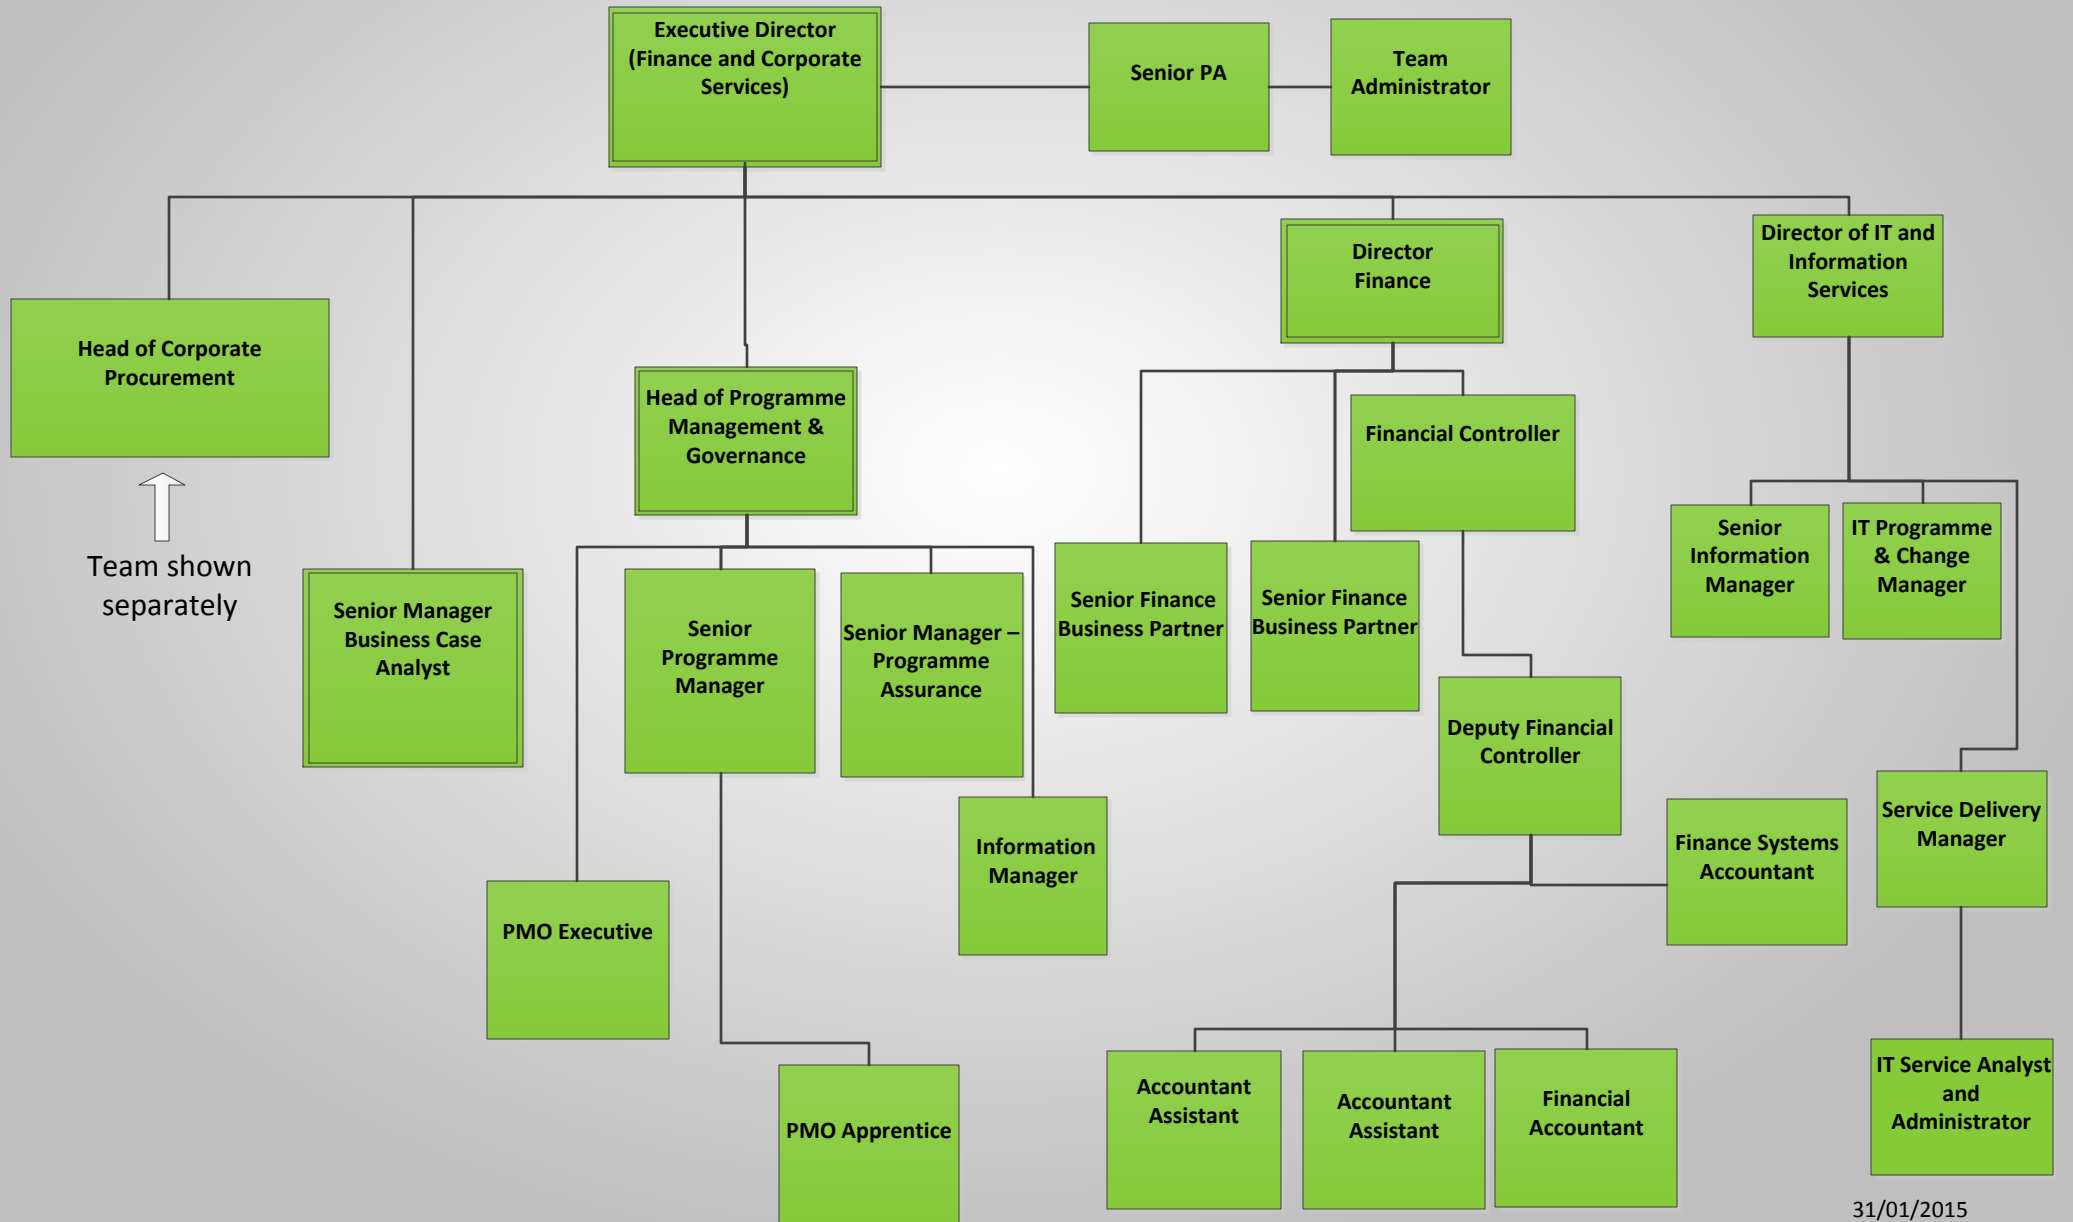 Executive Director
(Finance and Corporate
Services)
Senior PA
Team
Administrator
Head of Corporate
Procurement
Team shown
separately
Senior Manager
Business Case
Analyst
Head of Programme
Management &
Governance
Director
Finance
Director of IT and
Information
Services
Financial Controller
Senior
Programme
Manager
Senior Manager –
Programme
Assurance
Senior Finance
Business Partner
Senior Finance
Business Partner
Senior
Information
Manager
IT Programme
& Change
Manager
Deputy Financial
Controller
Information
Manager
PMO Executive
Finance Systems
Accountant
Service Delivery
Manager
PMO Apprentice
Accountant
Assistant
Accountant
Assistant
Financial
Accountant
IT Service Analyst
and
Administrator
31/01/2015